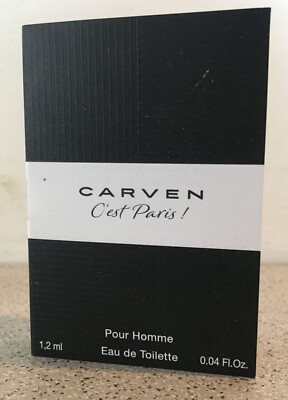 CARVEN
C'est Paris !
Pour Homme
1,2 ml Eau de Toilette 0.04 Fl.Oz.